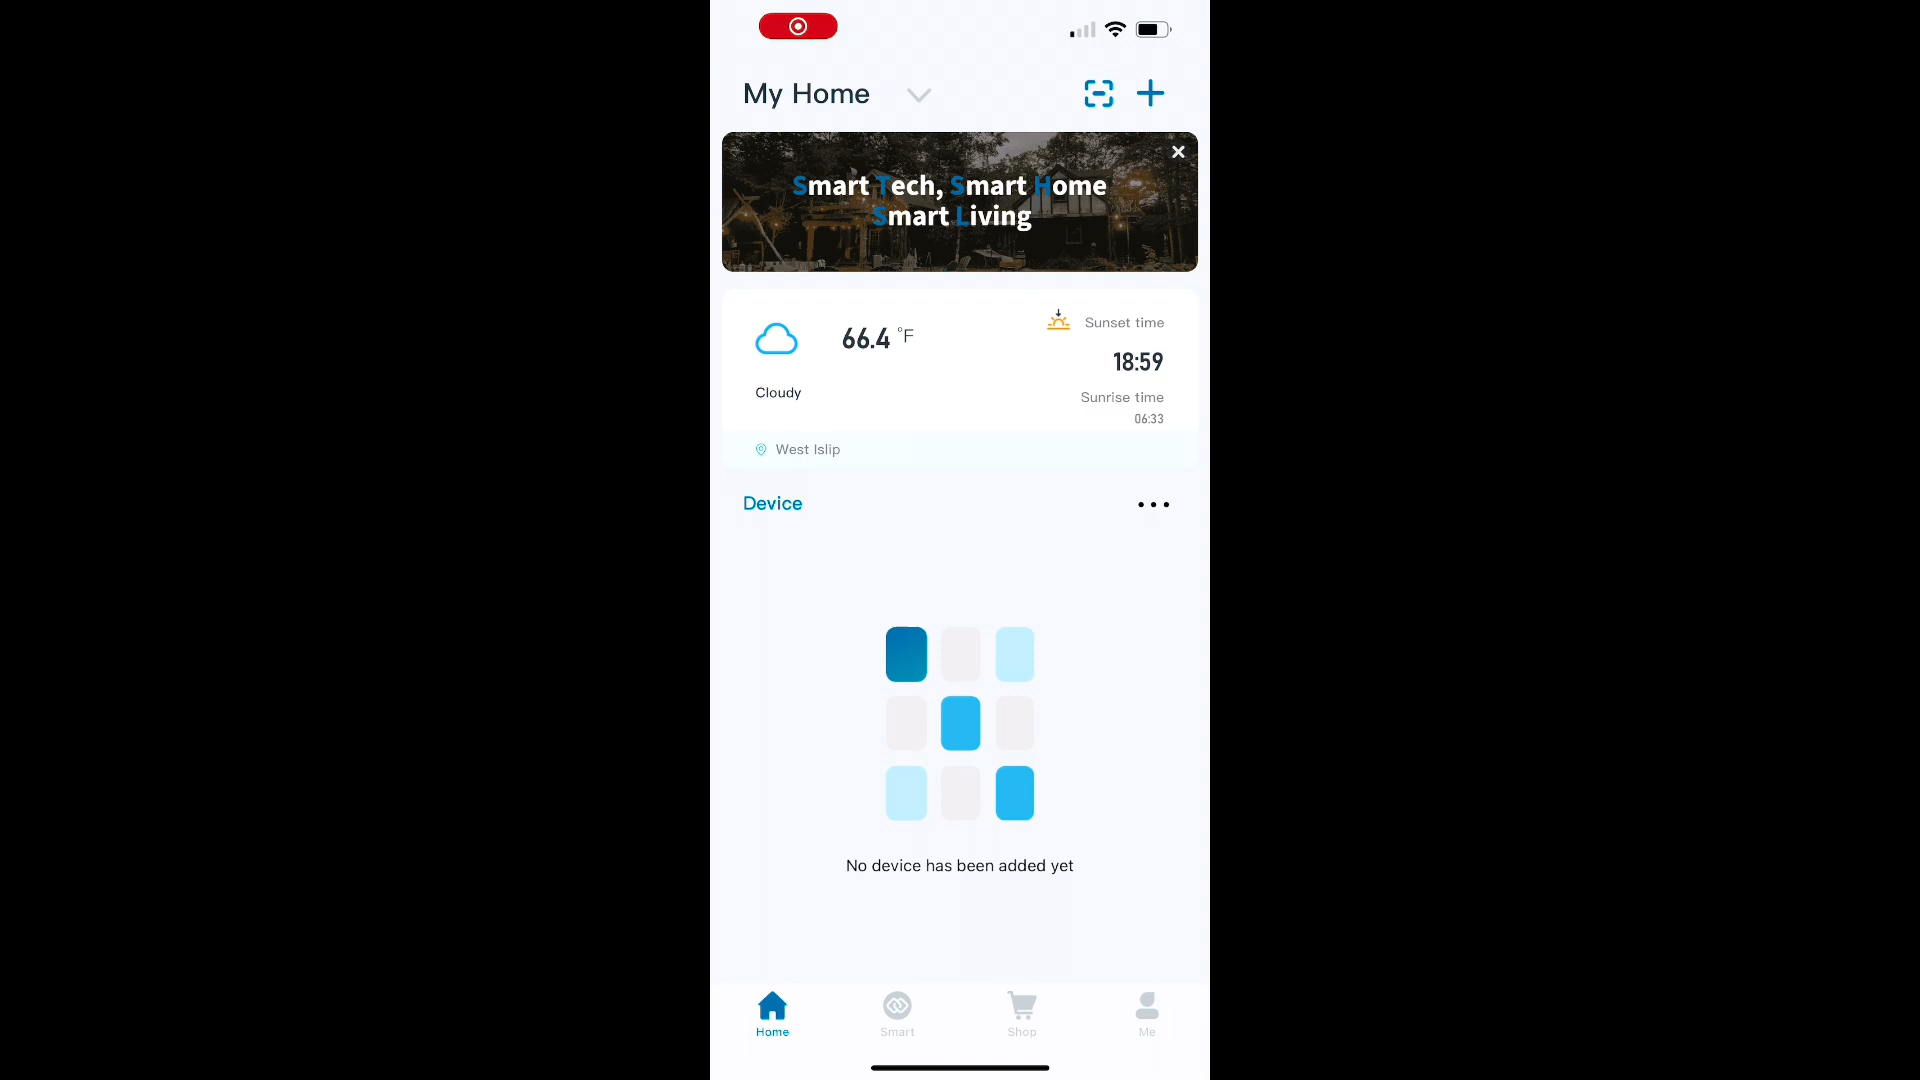 My Home
Smart Tech, Smart Home
Smart Living
66.4 °F
Cloudy
Sunset time
18:59
Sunrise time
06:33
West Islip
Device
No device has been added yet
Home
Smart
Shop
Me